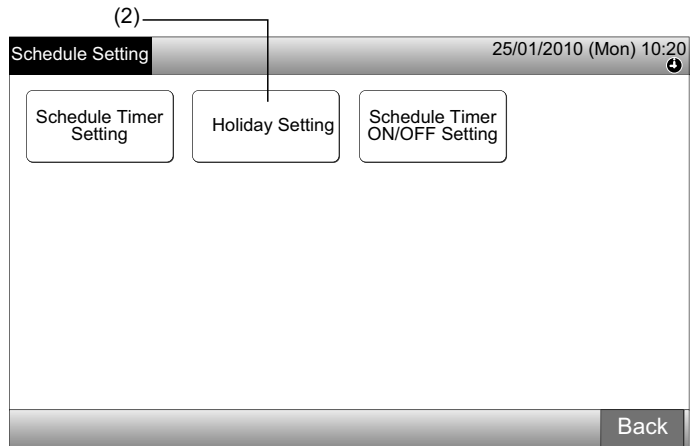 (2)
Schedule Setting
25/01/2010 (Mon) 10:20
Schedule Timer
Setting
Holiday Setting
Schedule Timer
ON/OFF Setting
Back